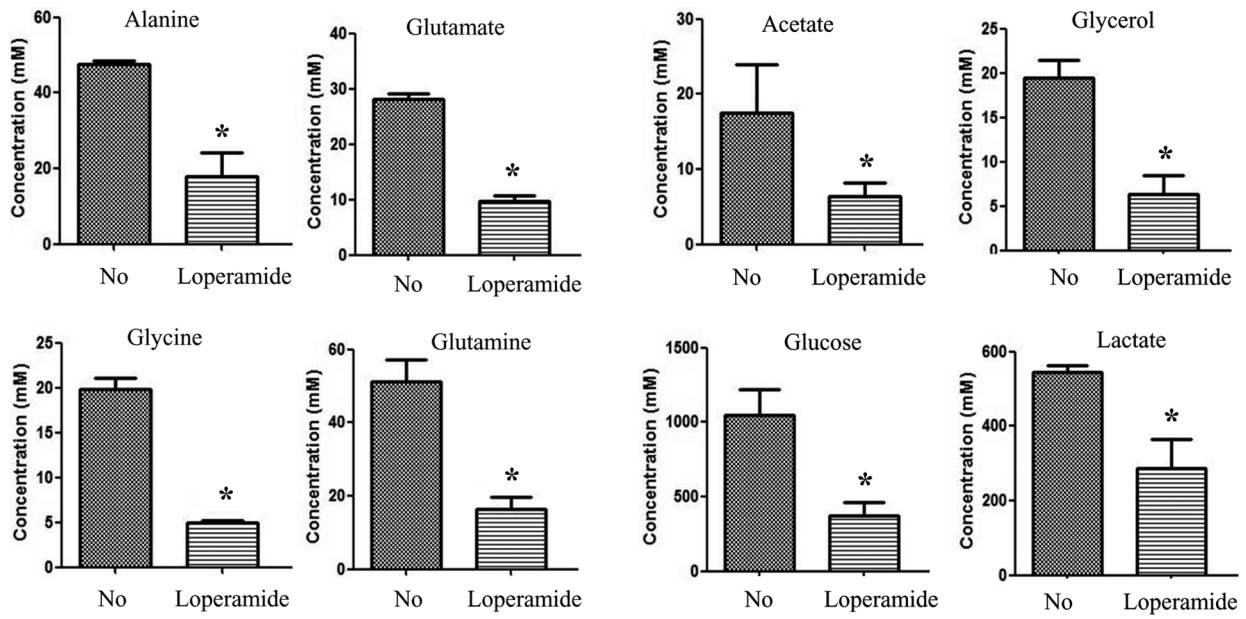 Alanine
Concentration (mM)
60
40
20
0
*
No Loperamide
Glutamate
Concentration (mM)
40
30
20
10
0
*
No Loperamide
Acetate
Concentration (mM)
30
20
10
0
*
No Loperamide
Glycerol
Concentration (mM)
25
20
15
10
5
0
*
No Loperamide
Glycine
Concentration (mM)
25
20
15
10
5
0
*
No Loperamide
Glutamine
Concentration (mM)
60
40
20
0
*
No Loperamide
Glucose
Concentration (mM)
1500
1000
500
0
*
No Loperamide
Lactate
Concentration (mM)
600
400
200
0
*
No Loperamide